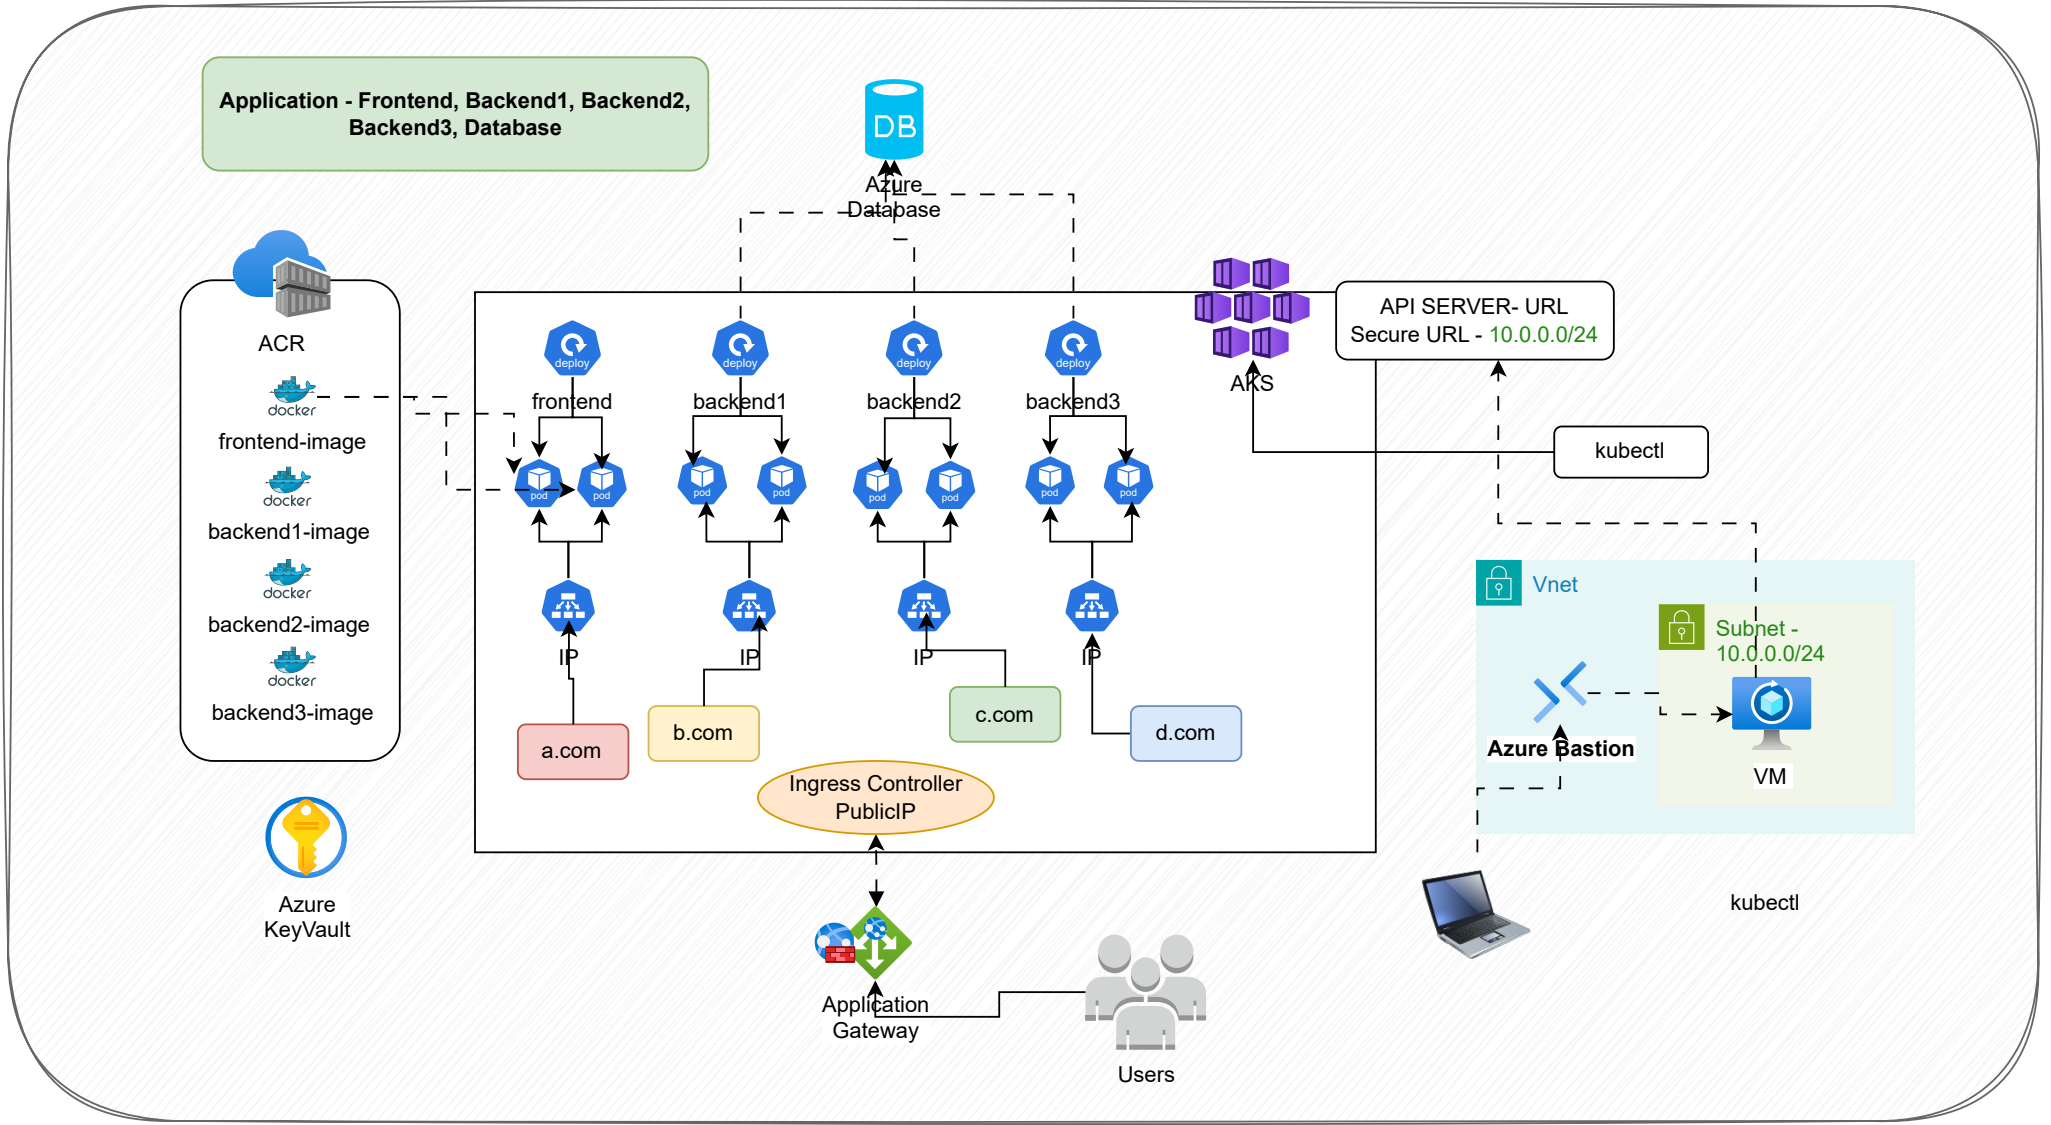 Application - Frontend, Backend1, Backend2,
Backend3, Database
DB
Azure
Database
ACR
docker
frontend-image
docker
backend1-image
docker
backend2-image
docker
backend3-image
deploy
frontend
deploy
backend1
deploy
backend2
deploy
backend3
pod
pod
pod
pod
pod
pod
pod
pod
IP
IP
IP
IP
a.com
b.com
c.com
d.com
Ingress Controller
PublicIP
AKS
API SERVER- URL
Secure URL - 10.0.0.0/24
kubectl
Vnet
Subnet -
10.0.0.0/24
Azure Bastion
VM
Azure
KeyVault
Application
Gateway
Users
kubectl